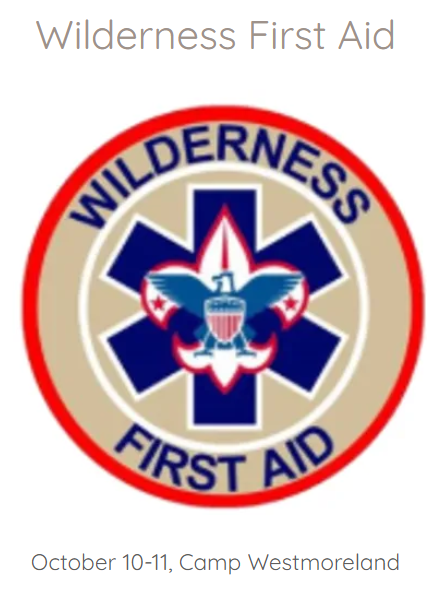 Wilderness First Aid
WILDERNESS
FIRST AID
October 10-11, Camp Westmoreland